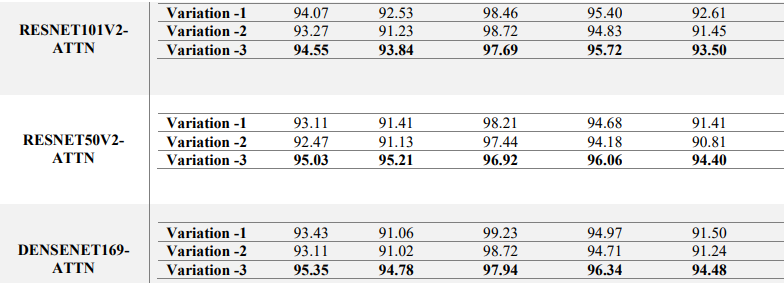 Variation -1 94.07 92.53 98.46 95.40 92.61
RESNET101V2- Variation -2 93.27 91.23 98.72 94.83 91.45
ATTN Variation -3 94.55 93.84 97.69 95.72 93.50
Variation -1 93.11 91.41 98.21 94.68 91.41
RESNET50V2- Variation -2 92.47 91.13 97.44 94.18 90.81
ATTN Variation -3 95.03 95.21 96.92 96.06 94.40
Variation -1 93.43 91.06 99.23 94.97 91.50
DENSENET169- Variation -2 93.11 91.02 98.72 94.71 91.24
ATTN Variation -3 95.35 94.78 97.94 96.34 94.48